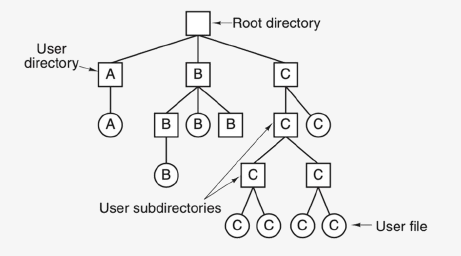 Root directory
User
directory
A B C
A B B B C C
B C C
User subdirectories
C C C C
User file